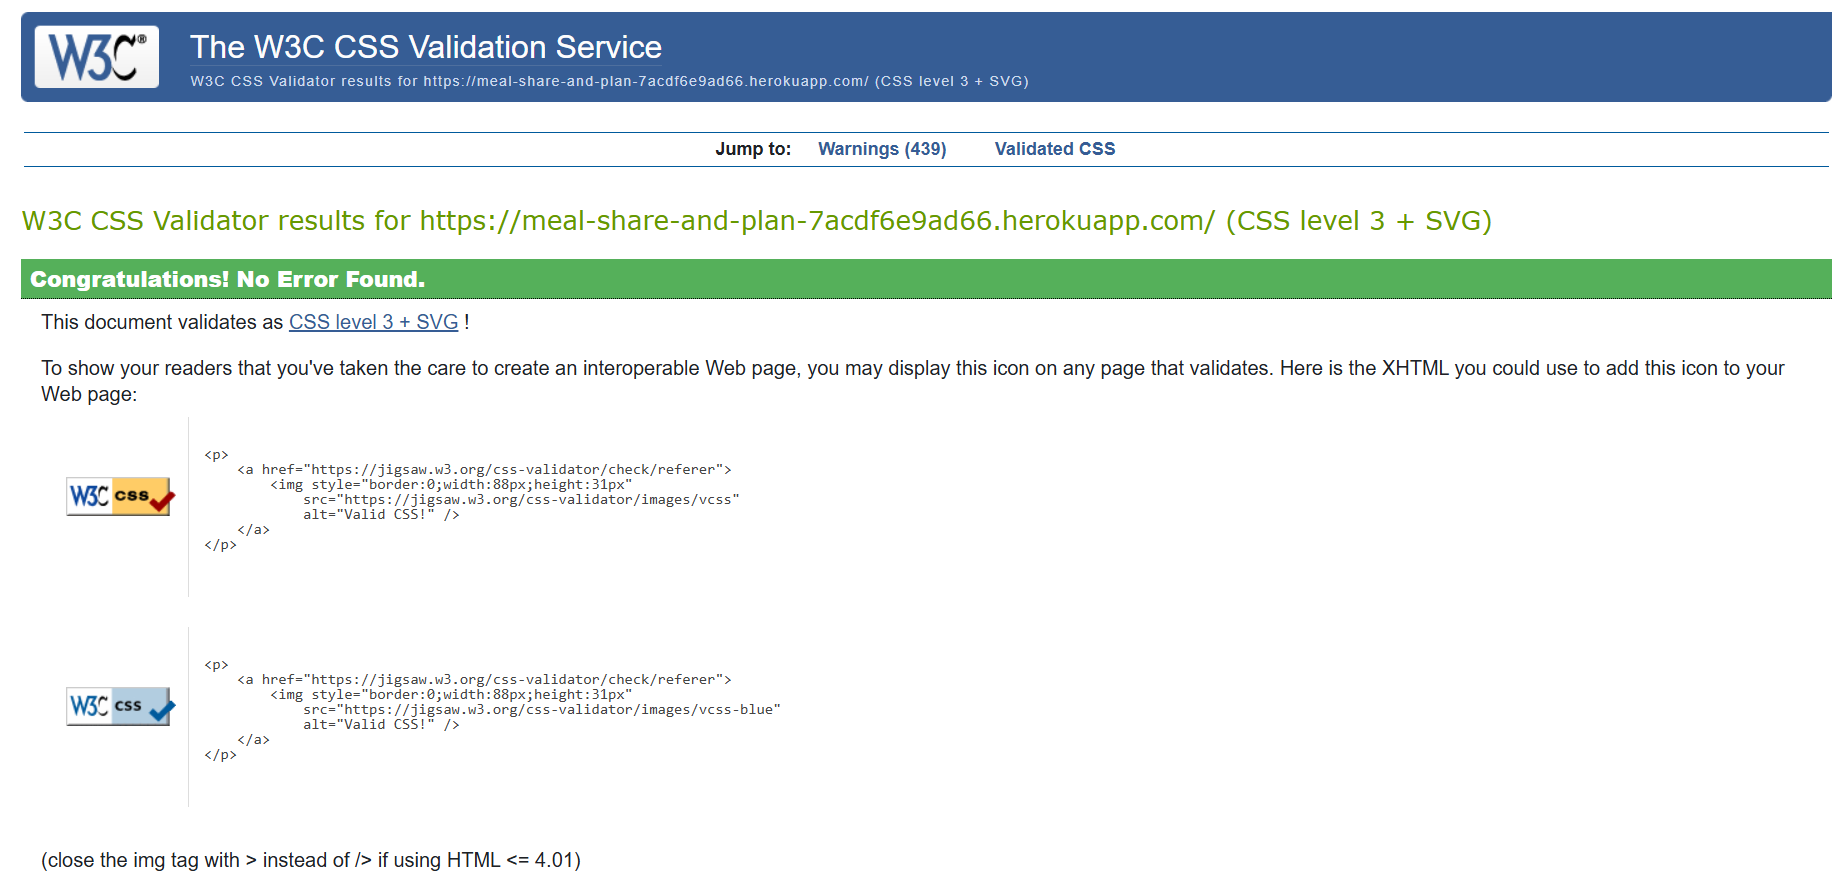 W3C®
The W3C CSS Validation Service
W3C CSS Validator results for https://meal-share-and-plan-7acdf6e9ad66.herokuapp.com/ (CSS level 3 + SVG)
Jump to: Warnings (439) Validated CSS
W3C CSS Validator results for https://meal-share-and-plan-7acdf6e9ad66.herokuapp.com/ (CSS level 3 + SVG)
Congratulations! No Error Found.
This document validates as CSS level 3 + SVG !
To show your readers that you've taken the care to create an interoperable Web page, you may display this icon on any page that validates. Here is the XHTML you could use to add this icon to your
Web page:
W3C css
<p>
    <a href="https://jigsaw.w3.org/css-validator/check/referer">
        <img style="border:0;width:88px;height:31px"
            src="https://jigsaw.w3.org/css-validator/images/vcss"
            alt="Valid CSS!" />
    </a>
</p>
W3C css
<p>
    <a href="https://jigsaw.w3.org/css-validator/check/referer">
        <img style="border:0;width:88px;height:31px"
            src="https://jigsaw.w3.org/css-validator/images/vcss-blue"
            alt="Valid CSS!" />
    </a>
</p>
(close the img tag with > instead of /> if using HTML <= 4.01)